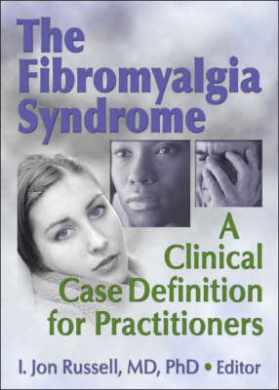 The
Fibromyalgia
Syndrome
A
Clinical
Case Definition
for Practitioners
I. Jon Russell, MD, PhD • Editor